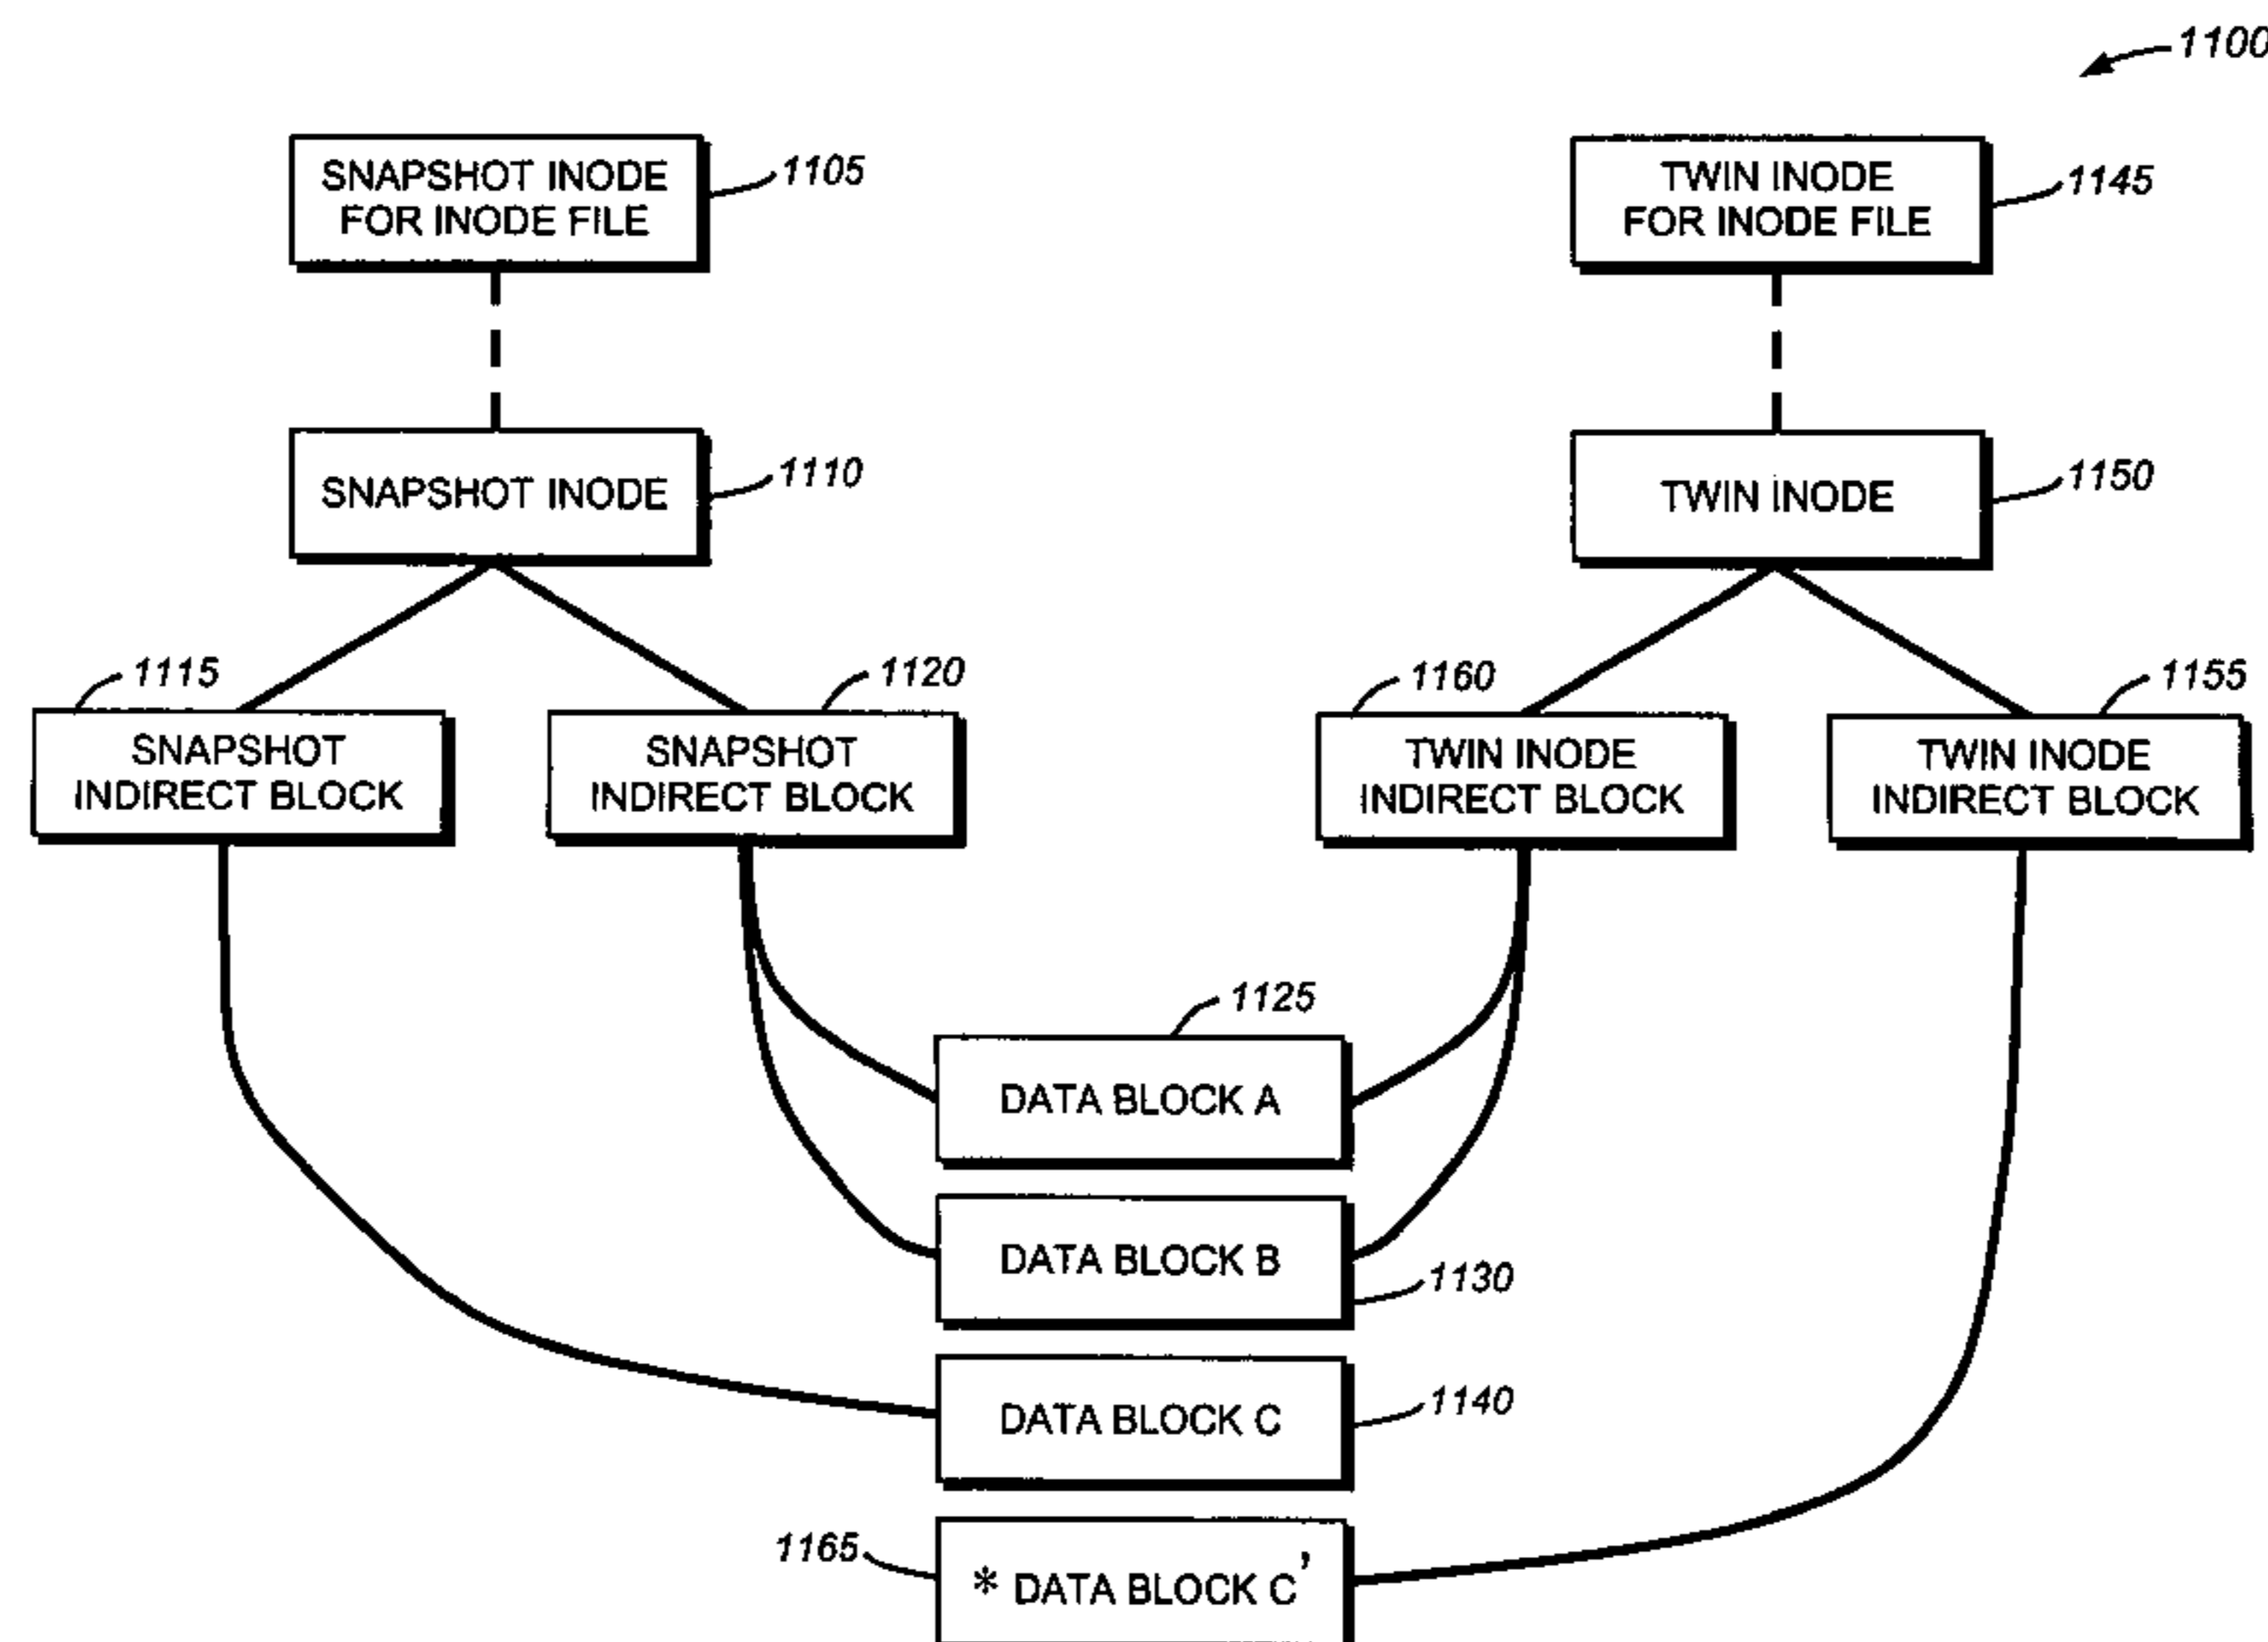 1100
SNAPSHOT INODE
FOR INODE FILE
1105
TWIN INODE
FOR INODE FILE
1145
SNAPSHOT INODE
1110
TWIN INODE
1150
1115
1120
1160
1155
SNAPSHOT
INDIRECT BLOCK
SNAPSHOT
INDIRECT BLOCK
TWIN INODE
INDIRECT BLOCK
TWIN INODE
INDIRECT BLOCK
1125
DATA BLOCK A
DATA BLOCK B
1130
DATA BLOCK C
1140
1165
* DATA BLOCK C'